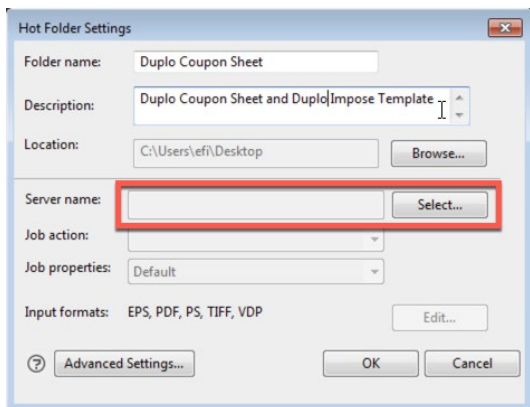 Hot Folder Settings
Folder name: Duplo Coupon Sheet
Description: Duplo Coupon Sheet and Duplo Impose Template
Location: C:\Users\efi\Desktop Browse...
Server name: Select...
Job action:
Job properties: Default
Input formats: EPS, PDF, PS, TIFF, VDP Edit...
? Advanced Settings... OK Cancel